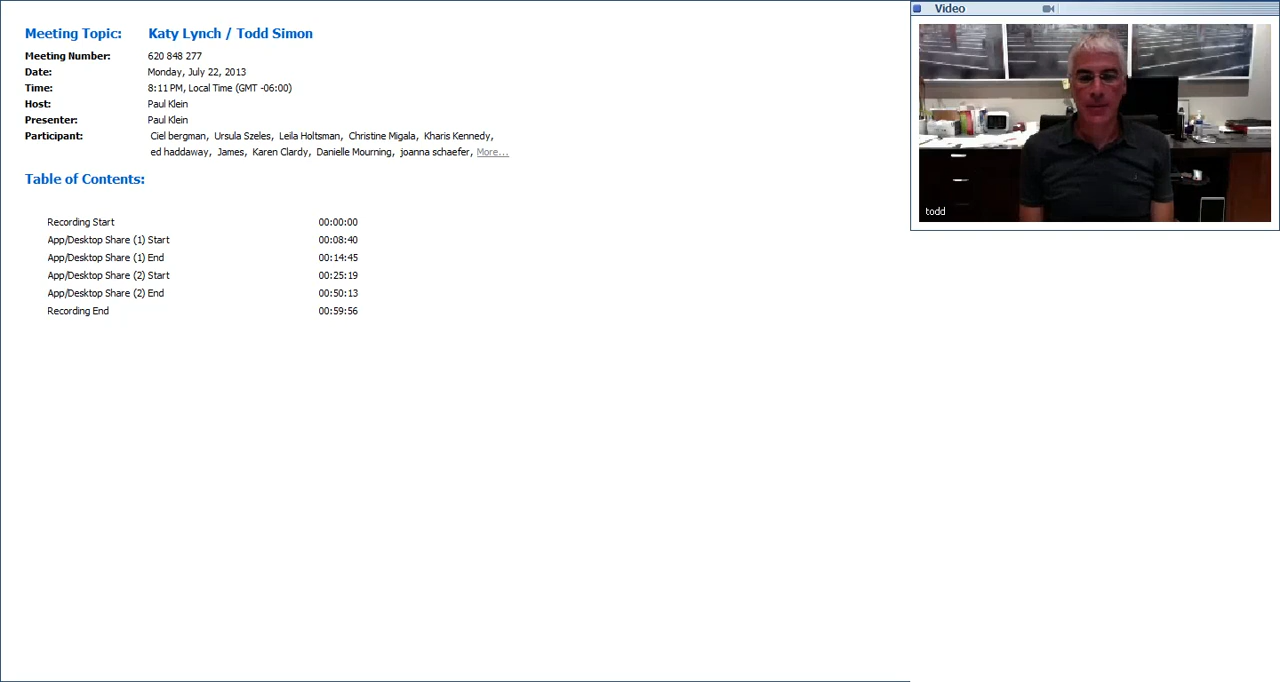 Meeting Topic: Katy Lynch / Todd Simon
Meeting Number: 620 848 277
Date: Monday, July 22, 2013
Time: 8:11 PM, Local Time (GMT -06:00)
Host: Paul Klein
Presenter: Paul Klein
Participant: Ciel bergman, Ursula Szeles, Leila Holtsman, Christine Migala, Kharis Kennedy,
ed haddaway, James, Karen Clardy, Danielle Mourning, joanna schaefer, More...
Table of Contents:
Recording Start 00:00:00
App/Desktop Share (1) Start 00:08:40
App/Desktop Share (1) End 00:14:45
App/Desktop Share (2) Start 00:25:19
App/Desktop Share (2) End 00:50:13
Recording End 00:59:56
Video
todd